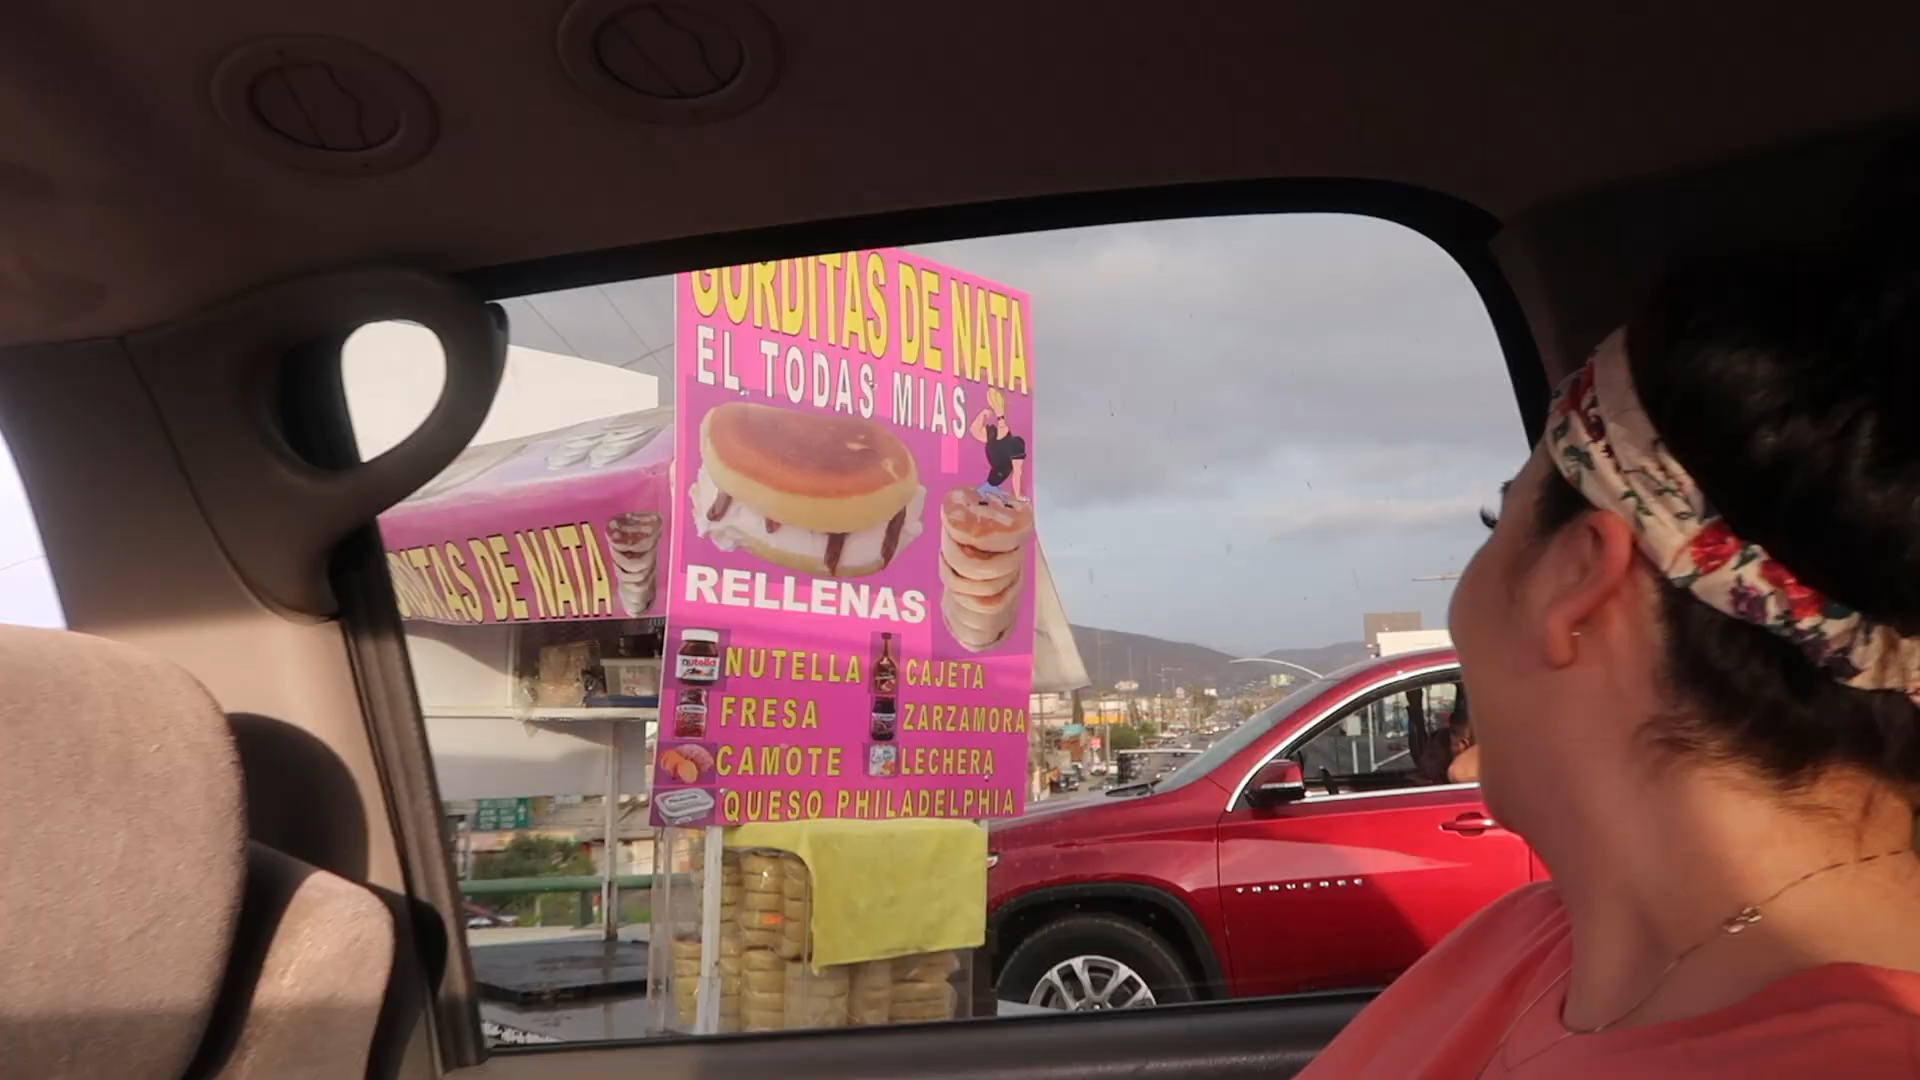 GORDITAS DE NATA
EL TODAS MIAS
RELLENAS
nutella
NUTELLA
CAJETA
FRESA
ZARZAMORA
CAMOTE
LECHERA
QUESO PHILADELPHIA
DITAS DE NATA
TRAVERSE